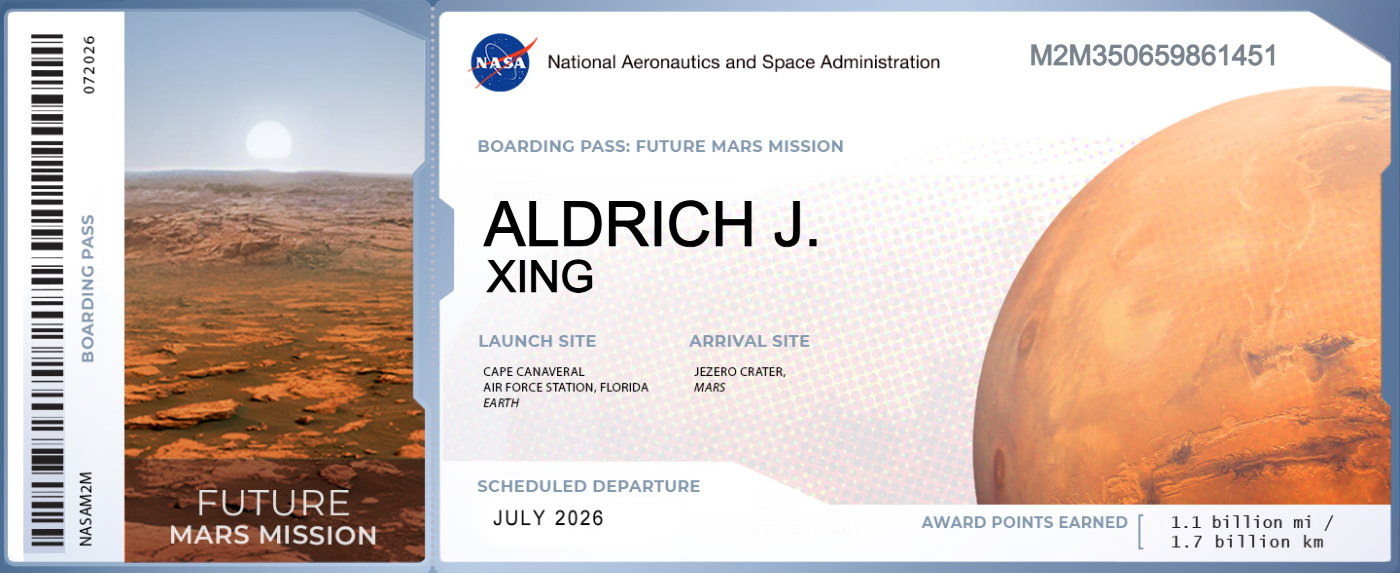 072026
BOARDING PASS
NASAM2M
FUTURE
MARS MISSION
NASA
National Aeronautics and Space Administration
M2M350659861451
BOARDING PASS: FUTURE MARS MISSION
ALDRICH J.
XING
LAUNCH SITE
CAPE CANAVERAL
AIR FORCE STATION, FLORIDA
EARTH
ARRIVAL SITE
JEZERO CRATER,
MARS
SCHEDULED DEPARTURE
JULY 2026
AWARD POINTS EARNED
1.1 billion mi /
1.7 billion km